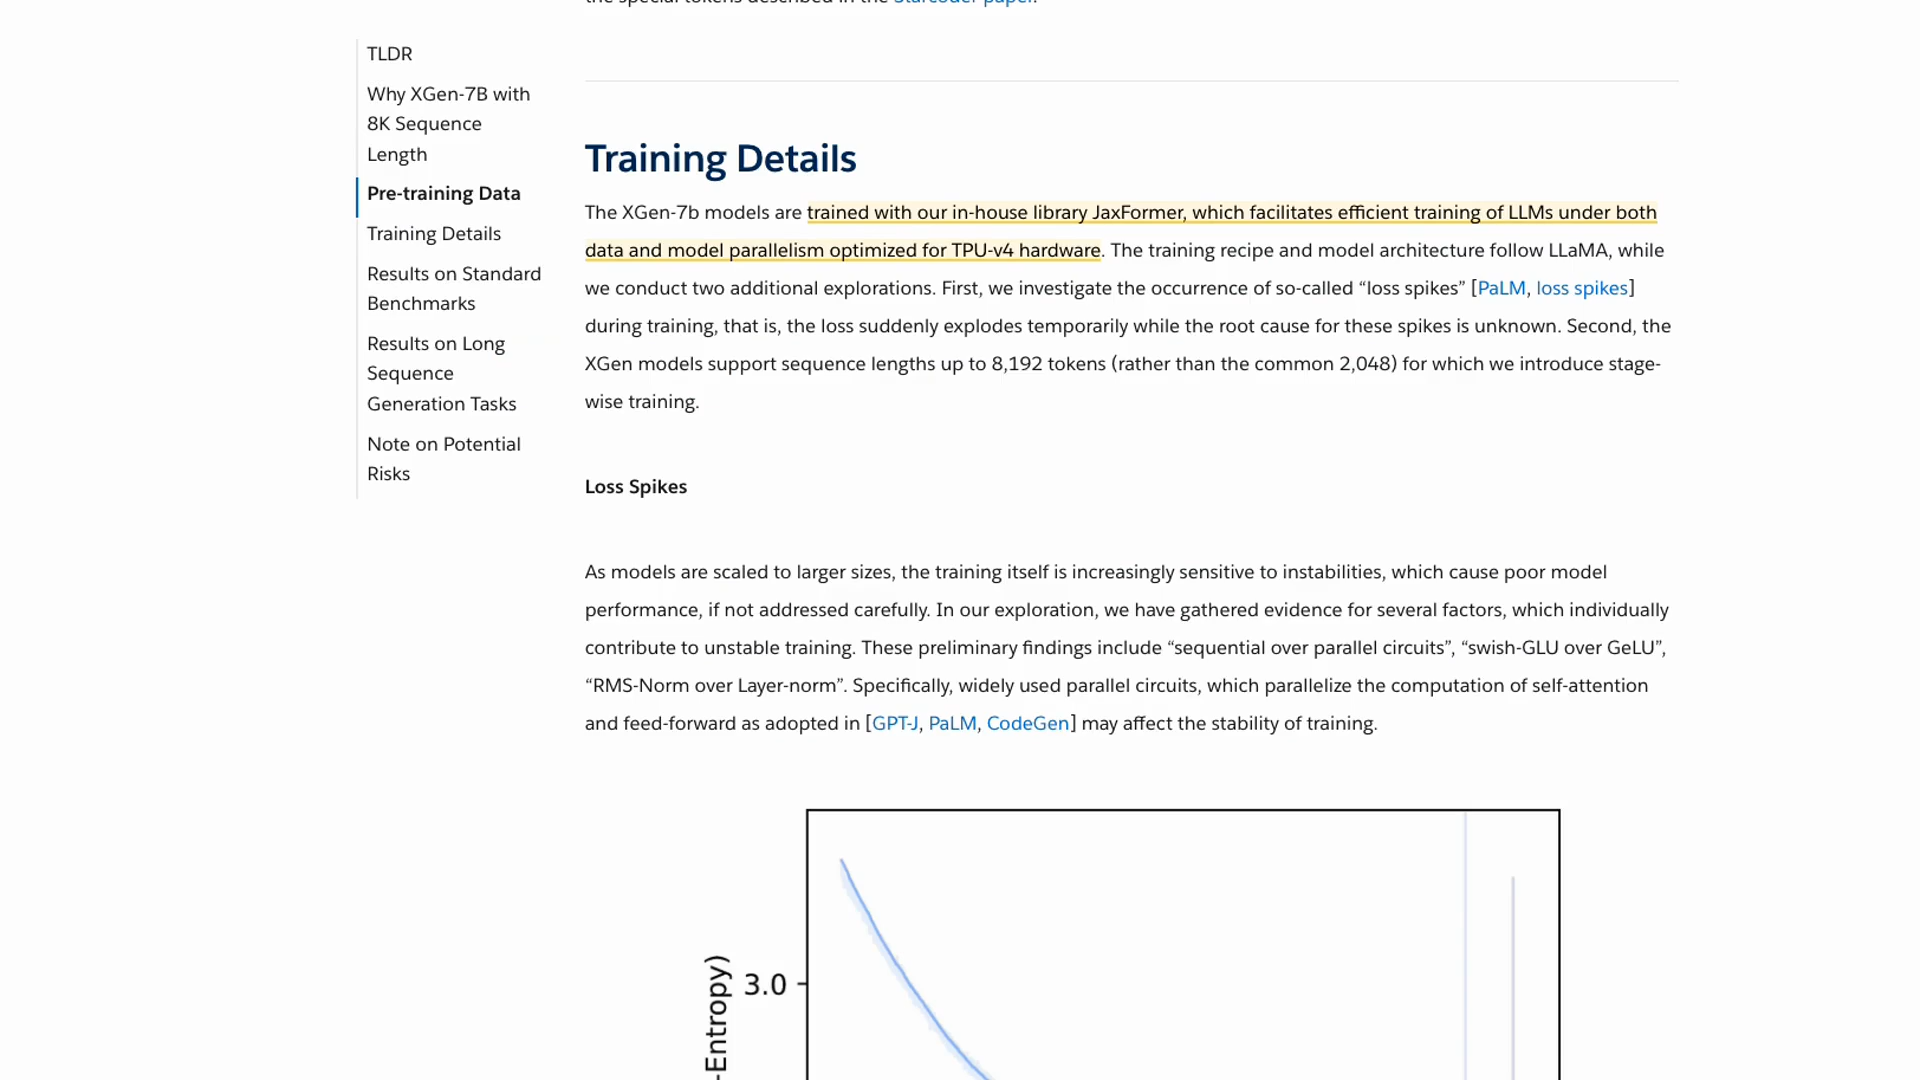 the special tokens described in the Starcoder paper.
TLDR
Why XGen-7B with
8K Sequence
Length
Pre-training Data
Training Details
Results on Standard
Benchmarks
Results on Long
Sequence
Generation Tasks
Note on Potential
Risks
Training Details
The XGen-7b models are trained with our in-house library JaxFormer, which facilitates efficient training of LLMs under both
data and model parallelism optimized for TPU-v4 hardware. The training recipe and model architecture follow LLaMA, while
we conduct two additional explorations. First, we investigate the occurrence of so-called “loss spikes” [PaLM, loss spikes]
during training, that is, the loss suddenly explodes temporarily while the root cause for these spikes is unknown. Second, the
XGen models support sequence lengths up to 8,192 tokens (rather than the common 2,048) for which we introduce stage-
wise training.
Loss Spikes
As models are scaled to larger sizes, the training itself is increasingly sensitive to instabilities, which cause poor model
performance, if not addressed carefully. In our exploration, we have gathered evidence for several factors, which individually
contribute to unstable training. These preliminary findings include “sequential over parallel circuits”, “swish-GLU over GeLU”,
“RMS-Norm over Layer-norm”. Specifically, widely used parallel circuits, which parallelize the computation of self-attention
and feed-forward as adopted in [GPT-J, PaLM, CodeGen] may affect the stability of training.
3.0
-Entropy)